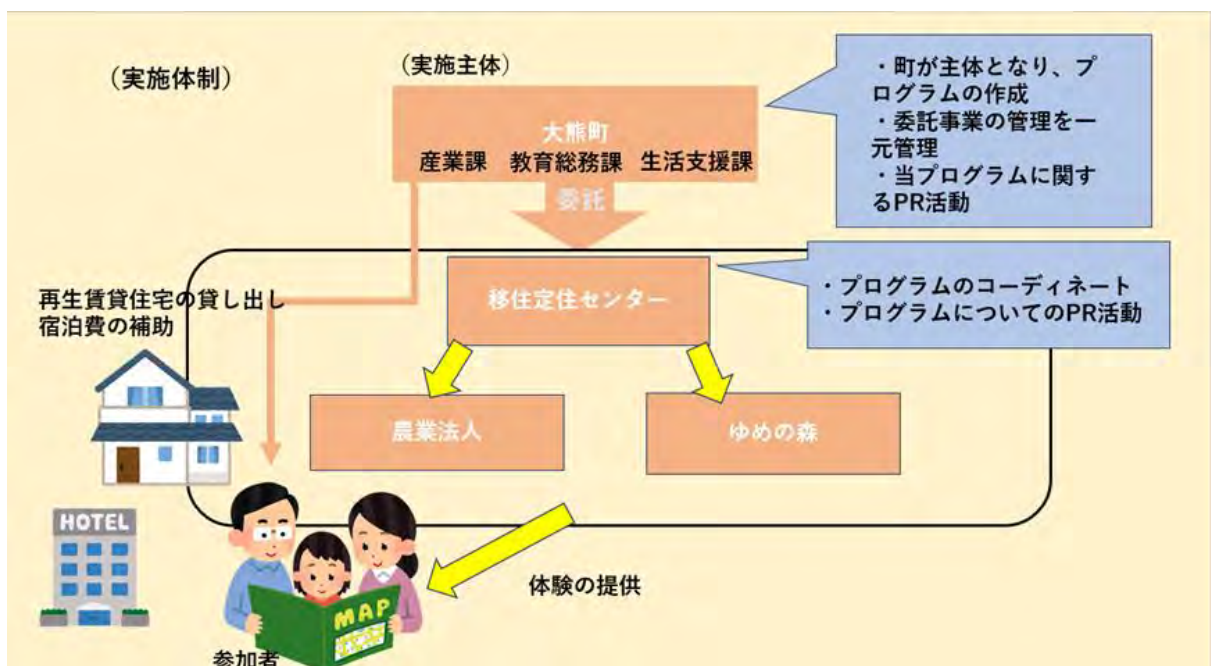 （実施体制）
（実施主体）
大熊町
産業課　教育総務課　生活支援課
委託
・町が主体となり、プ
ログラムの作成
・委託事業の管理を一
元管理
・当プログラムに関す
るPR活動
移住定住センター
・プログラムのコーディネート
・プログラムについてのPR活動
再生賃貸住宅の貸し出し
宿泊費の補助
農業法人
ゆめの森
HOTEL
MAP
体験の提供
参加者